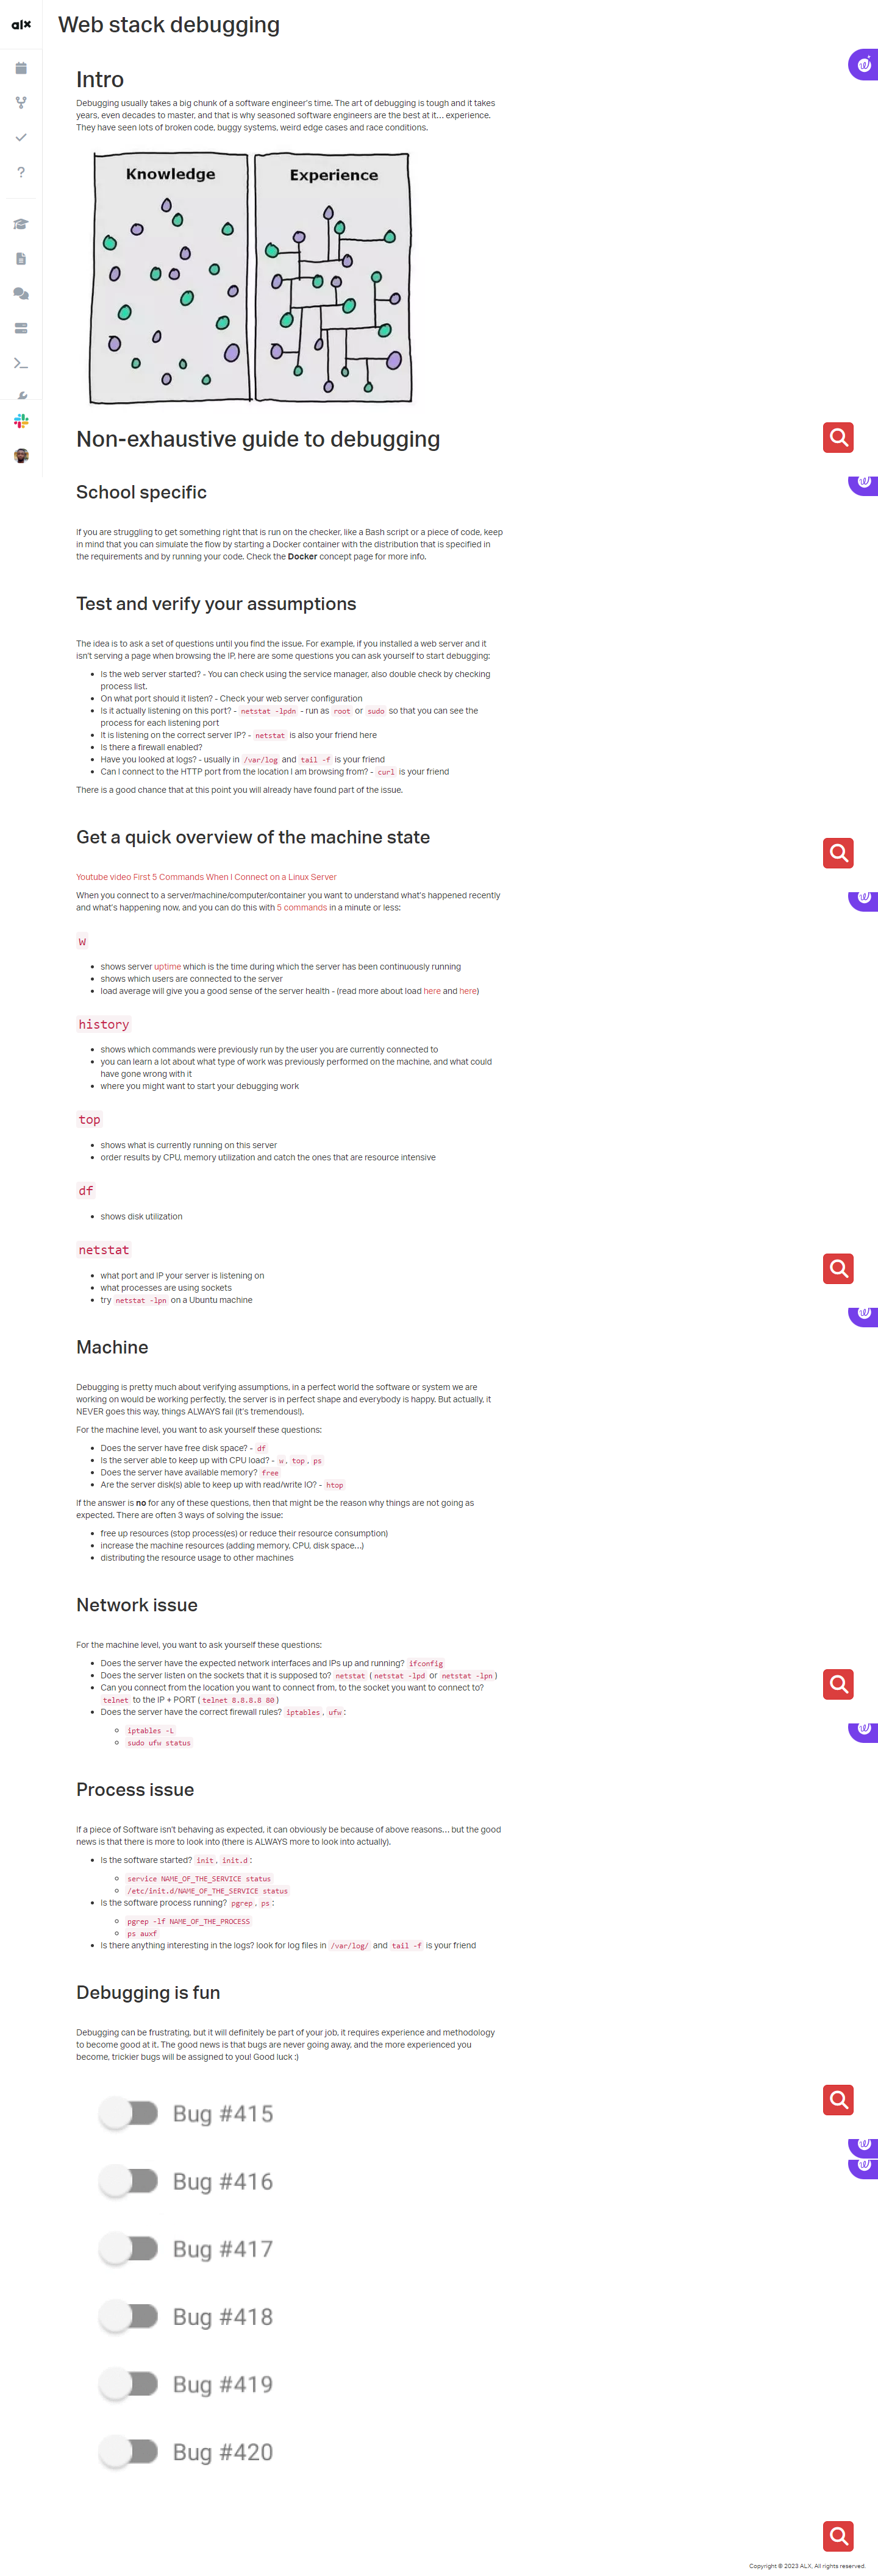 alx
Web stack debugging
Intro
Debugging usually takes a big chunk of a software engineer's time. The art of debugging is tough and it takes
years, even decades to master, and that is why seasoned software engineers are the best at it… experience.
They have seen lots of broken code, buggy systems, weird edge cases and race conditions.
Knowledge
Experience
Non-exhaustive guide to debugging
School specific
If you are struggling to get something right that is run on the checker, like a Bash script or a piece of code, keep
in mind that you can simulate the flow by starting a Docker container with the distribution that is specified in
the requirements and by running your code. Check the Docker concept page for more info.
Test and verify your assumptions
The idea is to ask a set of questions until you find the issue. For example, if you installed a web server and it
isn't serving a page when browsing the IP, here are some questions you can ask yourself to start debugging:
• Is the web server started? - You can check using the service manager, also double check by checking
process list.
• On what port should it listen? - Check your web server configuration
• Is it actually listening on this port? - netstat -lpdn - run as root or sudo so that you can see the
process for each listening port
• It is listening on the correct server IP? - netstat is also your friend here
• Is there a firewall enabled?
• Have you looked at logs? - usually in /var/log and tail -f is your friend
• Can I connect to the HTTP port from the location I am browsing from? - curl is your friend
There is a good chance that at this point you will already have found part of the issue.
Get a quick overview of the machine state
Youtube video First 5 Commands When I Connect on a Linux Server
When you connect to a server/machine/computer/container you want to understand what's happened recently
and what's happening now, and you can do this with 5 commands in a minute or less:
w
• shows server uptime which is the time during which the server has been continuously running
• shows which users are connected to the server
• load average will give you a good sense of the server health - (read more about load here and here)
history
• shows which commands were previously run by the user you are currently connected to
• you can learn a lot about what type of work was previously performed on the machine, and what could
have gone wrong with it
• where you might want to start your debugging work
top
• shows what is currently running on this server
• order results by CPU, memory utilization and catch the ones that are resource intensive
df
• shows disk utilization
netstat
• what port and IP your server is listening on
• what processes are using sockets
• try netstat -lpn on a Ubuntu machine
Machine
Debugging is pretty much about verifying assumptions, in a perfect world the software or system we are
working on would be working perfectly, the server is in perfect shape and everybody is happy. But actually, it
NEVER goes this way, things ALWAYS fail (it's tremendous!).
For the machine level, you want to ask yourself these questions:
• Does the server have free disk space? - df
• Is the server able to keep up with CPU load? - w, top, ps
• Does the server have available memory? free
• Are the server disk(s) able to keep up with read/write IO? - htop
If the answer is no for any of these questions, then that might be the reason why things are not going as
expected. There are often 3 ways of solving the issue:
• free up resources (stop process(es) or reduce their resource consumption)
• increase the machine resources (adding memory, CPU, disk space…)
• distributing the resource usage to other machines
Network issue
For the machine level, you want to ask yourself these questions:
• Does the server have the expected network interfaces and IPs up and running? ifconfig
• Does the server listen on the sockets that it is supposed to? netstat (netstat -lpd or netstat -lpn)
• Can you connect from the location you want to connect from, to the socket you want to connect to?
telnet to the IP + PORT (telnet 8.8.8.8 80)
• Does the server have the correct firewall rules? iptables, ufw:
◦ iptables -L
◦ sudo ufw status
Process issue
If a piece of Software isn't behaving as expected, it can obviously be because of above reasons… but the good
news is that there is more to look into (there is ALWAYS more to look into actually).
• Is the software started? init, init.d:
◦ service NAME_OF_THE_SERVICE status
◦ /etc/init.d/NAME_OF_THE_SERVICE status
• Is the software process running? pgrep, ps:
◦ pgrep -lf NAME_OF_THE_PROCESS
◦ ps auxf
• Is there anything interesting in the logs? look for log files in /var/log/ and tail -f is your friend
Debugging is fun
Debugging can be frustrating, but it will definitely be part of your job, it requires experience and methodology
to become good at it. The good news is that bugs are never going away, and the more experienced you
become, trickier bugs will be assigned to you! Good luck :)
Bug #415
Bug #416
Bug #417
Bug #418
Bug #419
Bug #420
Copyright © 2023 ALX, All rights reserved.